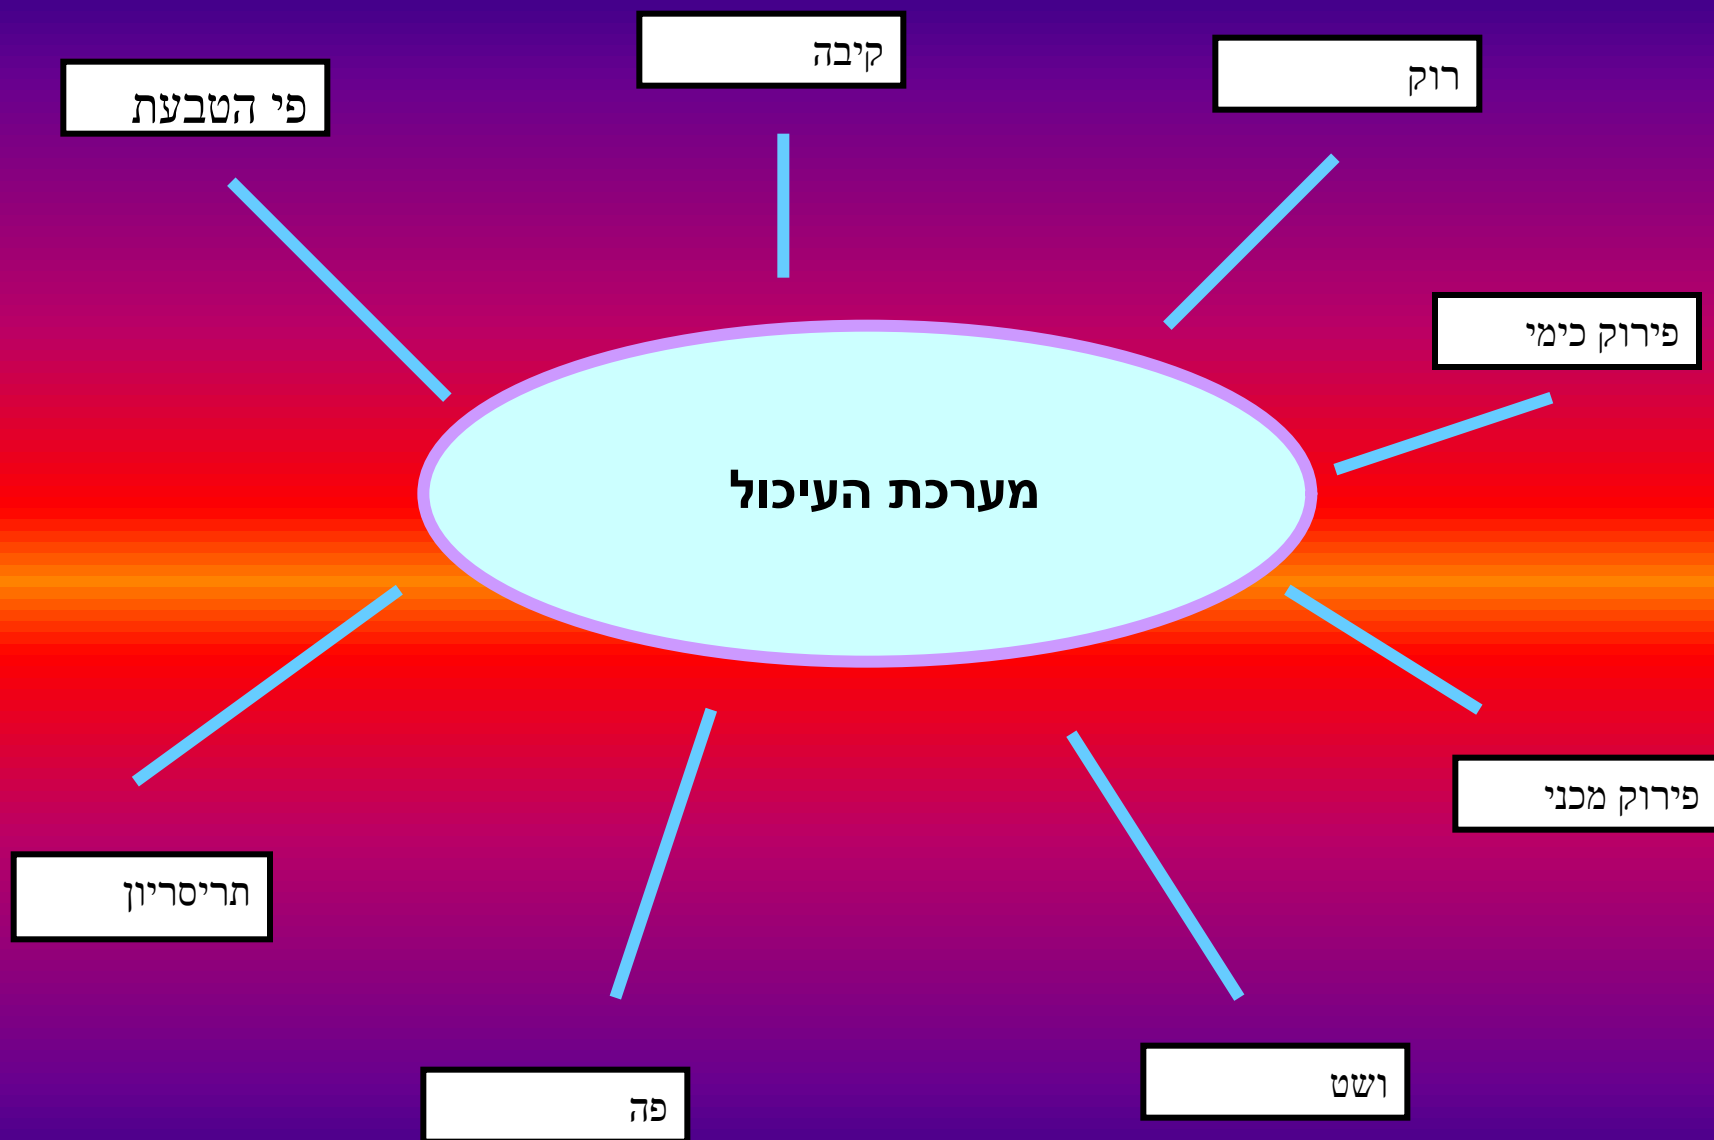 קיבה
רוק
פי הטבעת
פירוק כימי
מערכת העיכול
פירוק מכני
תריסריון
ושט
פה